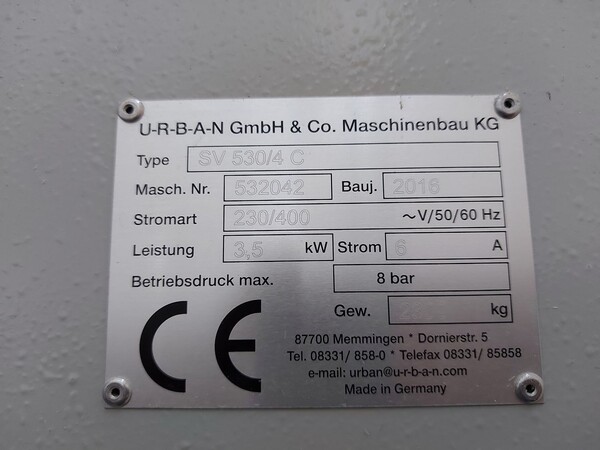 U-R-B-A-N GmbH & Co. Maschinenbau KG
Type SV 530/4 C
Masch. Nr. 532042 Bauj. 2016
Stromart 230/400 ~V/50/60 Hz
Leistung 3,5 kW Strom 6 A
Betriebsdruck max. 8 bar
Gew. kg
CE
87700 Memmingen * Dornierstr. 5
Tel. 08331/ 858-0 * Telefax 08331/ 85858
e-mail: urban@u-r-b-a-n.com
Made in Germany